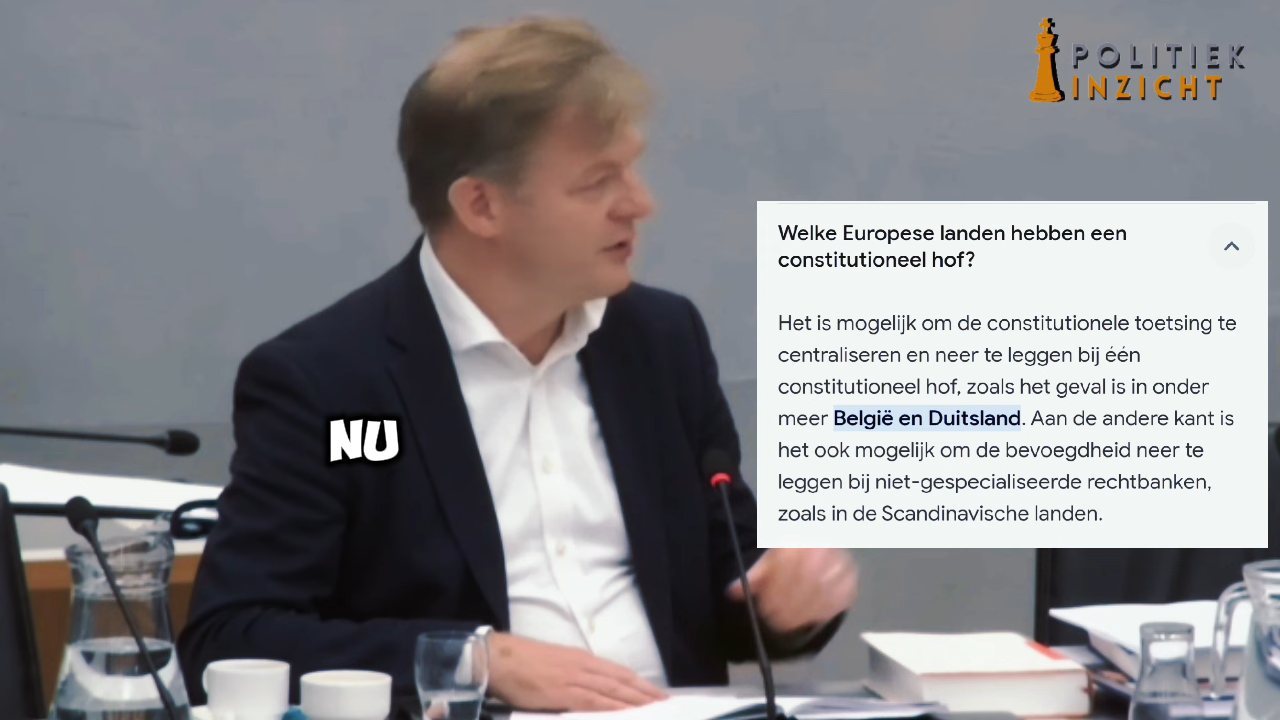 POLITIEK
INZICHT
Welke Europese landen hebben een
constitutioneel hof?
Het is mogelijk om de constitutionele toetsing te
centraliseren en neer te leggen bij één
constitutioneel hof, zoals het geval is in onder
meer België en Duitsland. Aan de andere kant is
het ook mogelijk om de bevoegdheid neer te
leggen bij niet-gespecialiseerde rechtbanken,
zoals in de Scandinavische landen.
NU